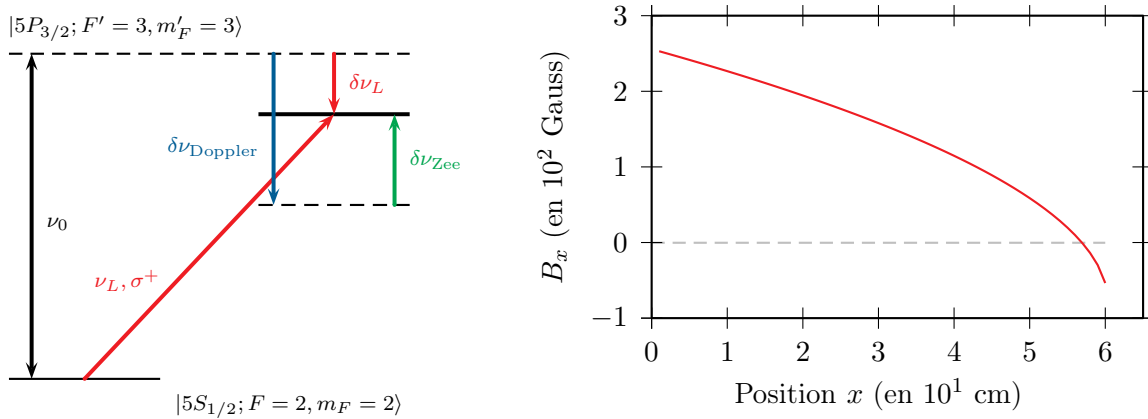 |5P_{3/2}; F′ = 3, m′_F = 3⟩
δν_L
δν_Doppler
δν_Zee
ν_0
ν_L, σ^+
|5S_{1/2}; F = 2, m_F = 2⟩
B_x (en 10^2 Gauss)
3
2
1
0
−1
0 1 2 3 4 5 6
Position x (en 10^1 cm)